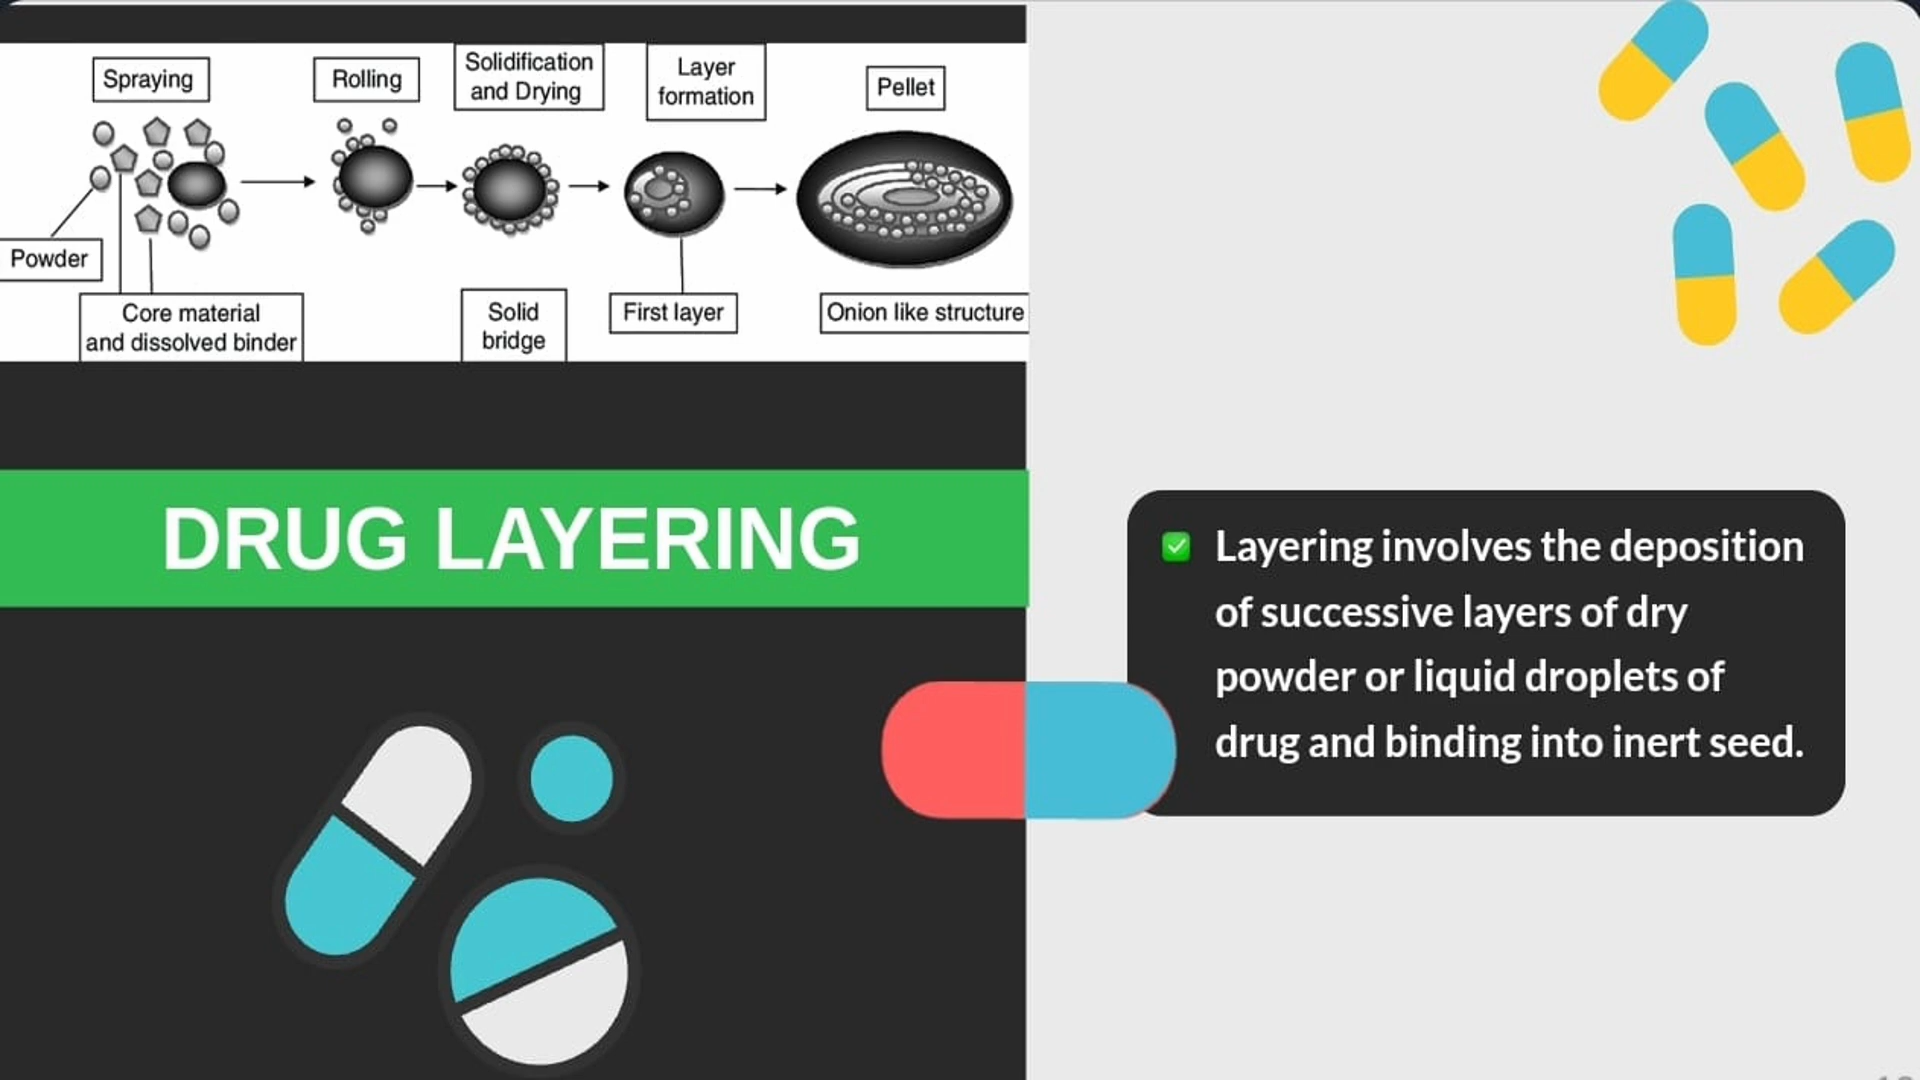 Spraying
Rolling
Solidification
and Drying
Layer
formation
Pellet
Powder
Core material
and dissolved binder
Solid
bridge
First layer
Onion like structure
DRUG LAYERING
Layering involves the deposition
of successive layers of dry
powder or liquid droplets of
drug and binding into inert seed.